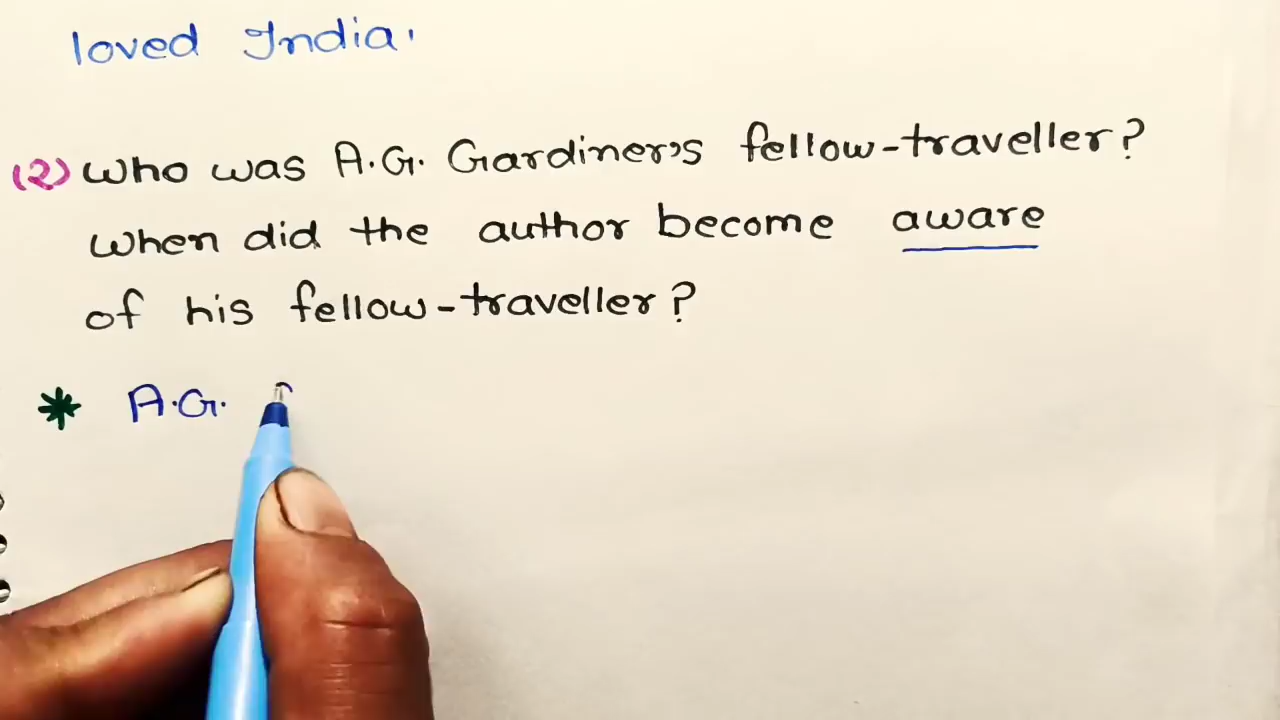 loved India.
(2) Who was A.G. Gardiner's fellow-traveller?
When did the author become aware
of his fellow-traveller?
* A.G.